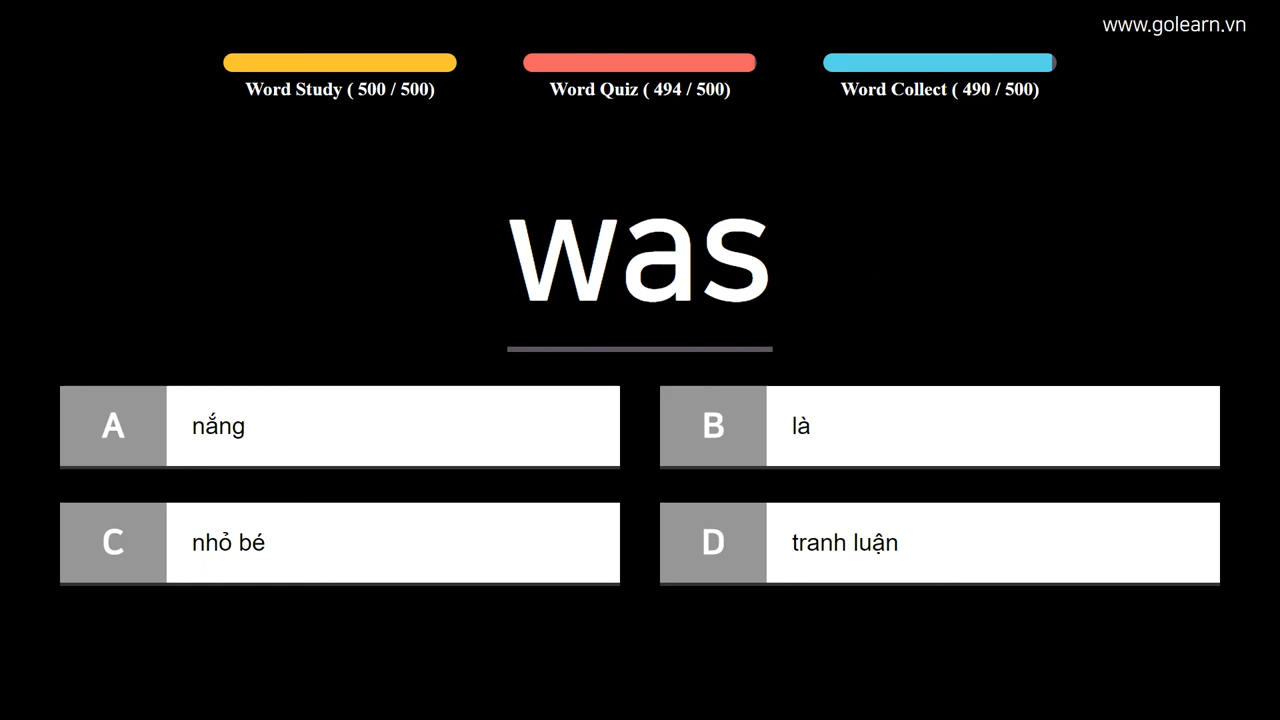 www.golearn.vn
Word Study ( 500 / 500)
Word Quiz ( 494 / 500)
Word Collect ( 490 / 500)
was
A nắng
B là
C nhỏ bé
D tranh luận